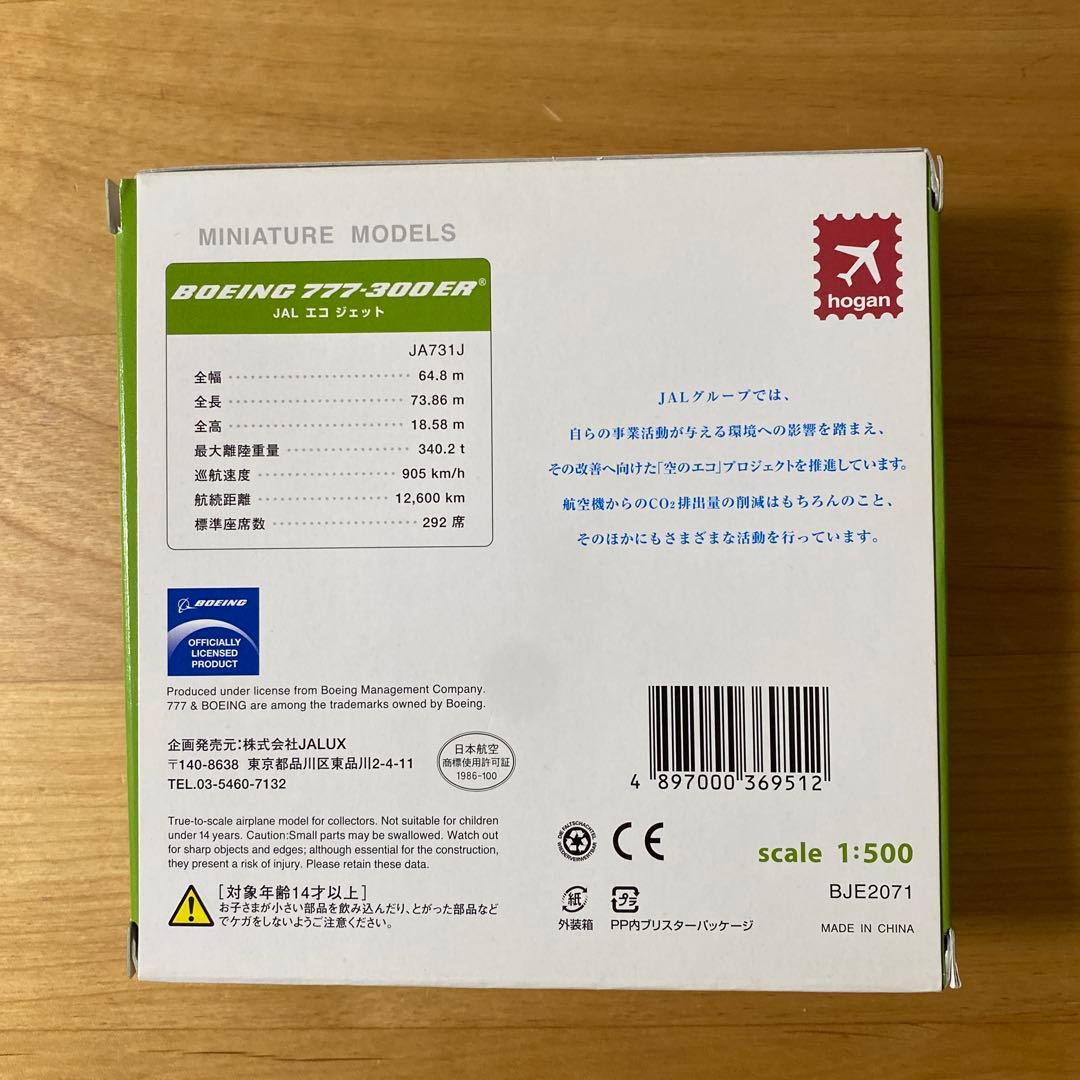 MINIATURE MODELS
BOEING 777-300ER®
JAL エコ ジェット
JA731J
全幅 64.8 m
全長 73.86 m
全高 18.58 m
最大離陸重量 340.2 t
巡航速度 905 km/h
航続距離 12,600 km
標準座席数 292 席
hogan
JALグループでは、
自らの事業活動が与える環境への影響を踏まえ、
その改善へ向けた「空のエコ」プロジェクトを推進しています。
航空機からのCO2排出量の削減はもちろんのこと、
そのほかにもさまざまな活動を行っています。
BOEING
OFFICIALLY
LICENSED
PRODUCT
Produced under license from Boeing Management Company.
777 & BOEING are among the trademarks owned by Boeing.
企画発売元:株式会社JALUX
〒140-8638 東京都品川区東品川2-4-11
TEL.03-5460-7132
日本航空
商標使用許可証
1986-100
4 897000 369512
True-to-scale airplane model for collectors. Not suitable for children
under 14 years. Caution:Small parts may be swallowed. Watch out
for sharp objects and edges; although essential for the construction,
they present a risk of injury. Please retain these data.
[対象年齢14才以上]
お子さまが小さい部品を飲み込んだり、とがった部品など
でケガをしないようご注意ください。
DIE FALTSCHACHTEL
WIEDERVERWERTBAR
CE
scale 1:500
BJE2071
紙
プラ
外装箱
PP内ブリスターパッケージ
MADE IN CHINA